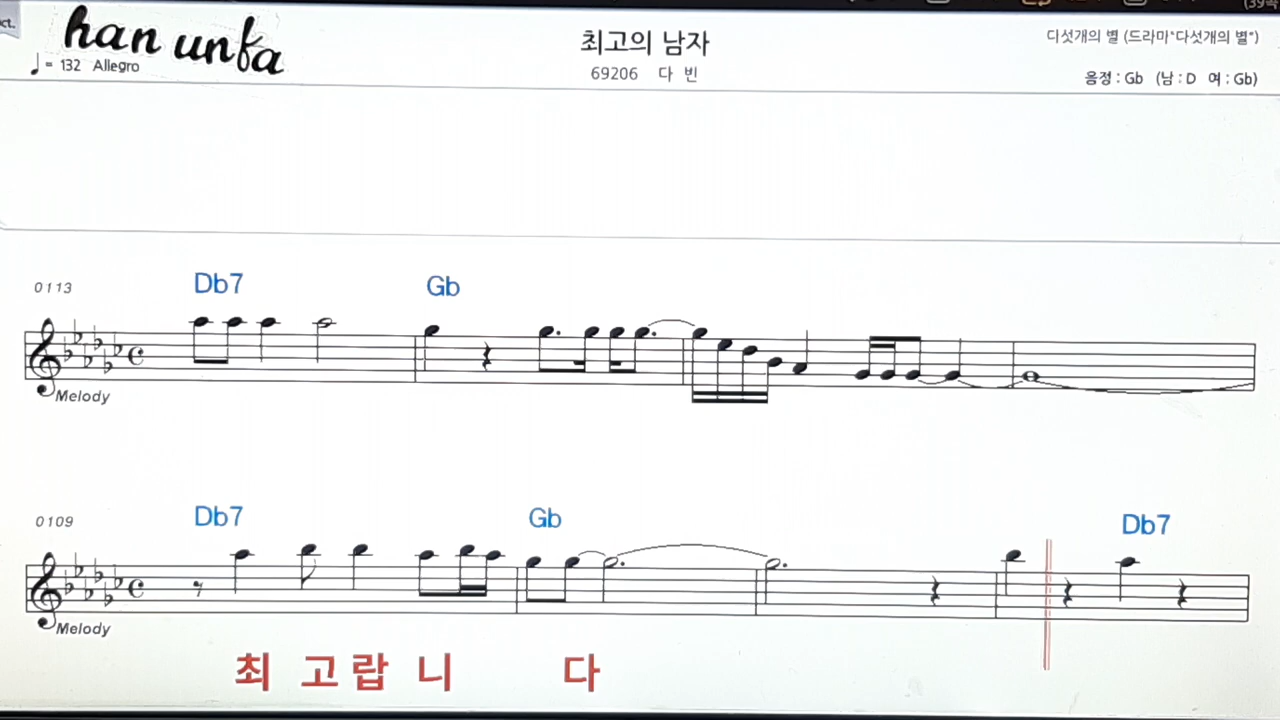 ct.
han unfa
♩= 132 Allegro
최고의 남자
69206 다 빈
디섯개의 별 (드라마"다섯개의 별")
음정 : Gb (남 : D 여 : Gb)
0113
Db7 Gb
Melody
0109
Db7 Gb Db7
Melody
최 고랍 니 다